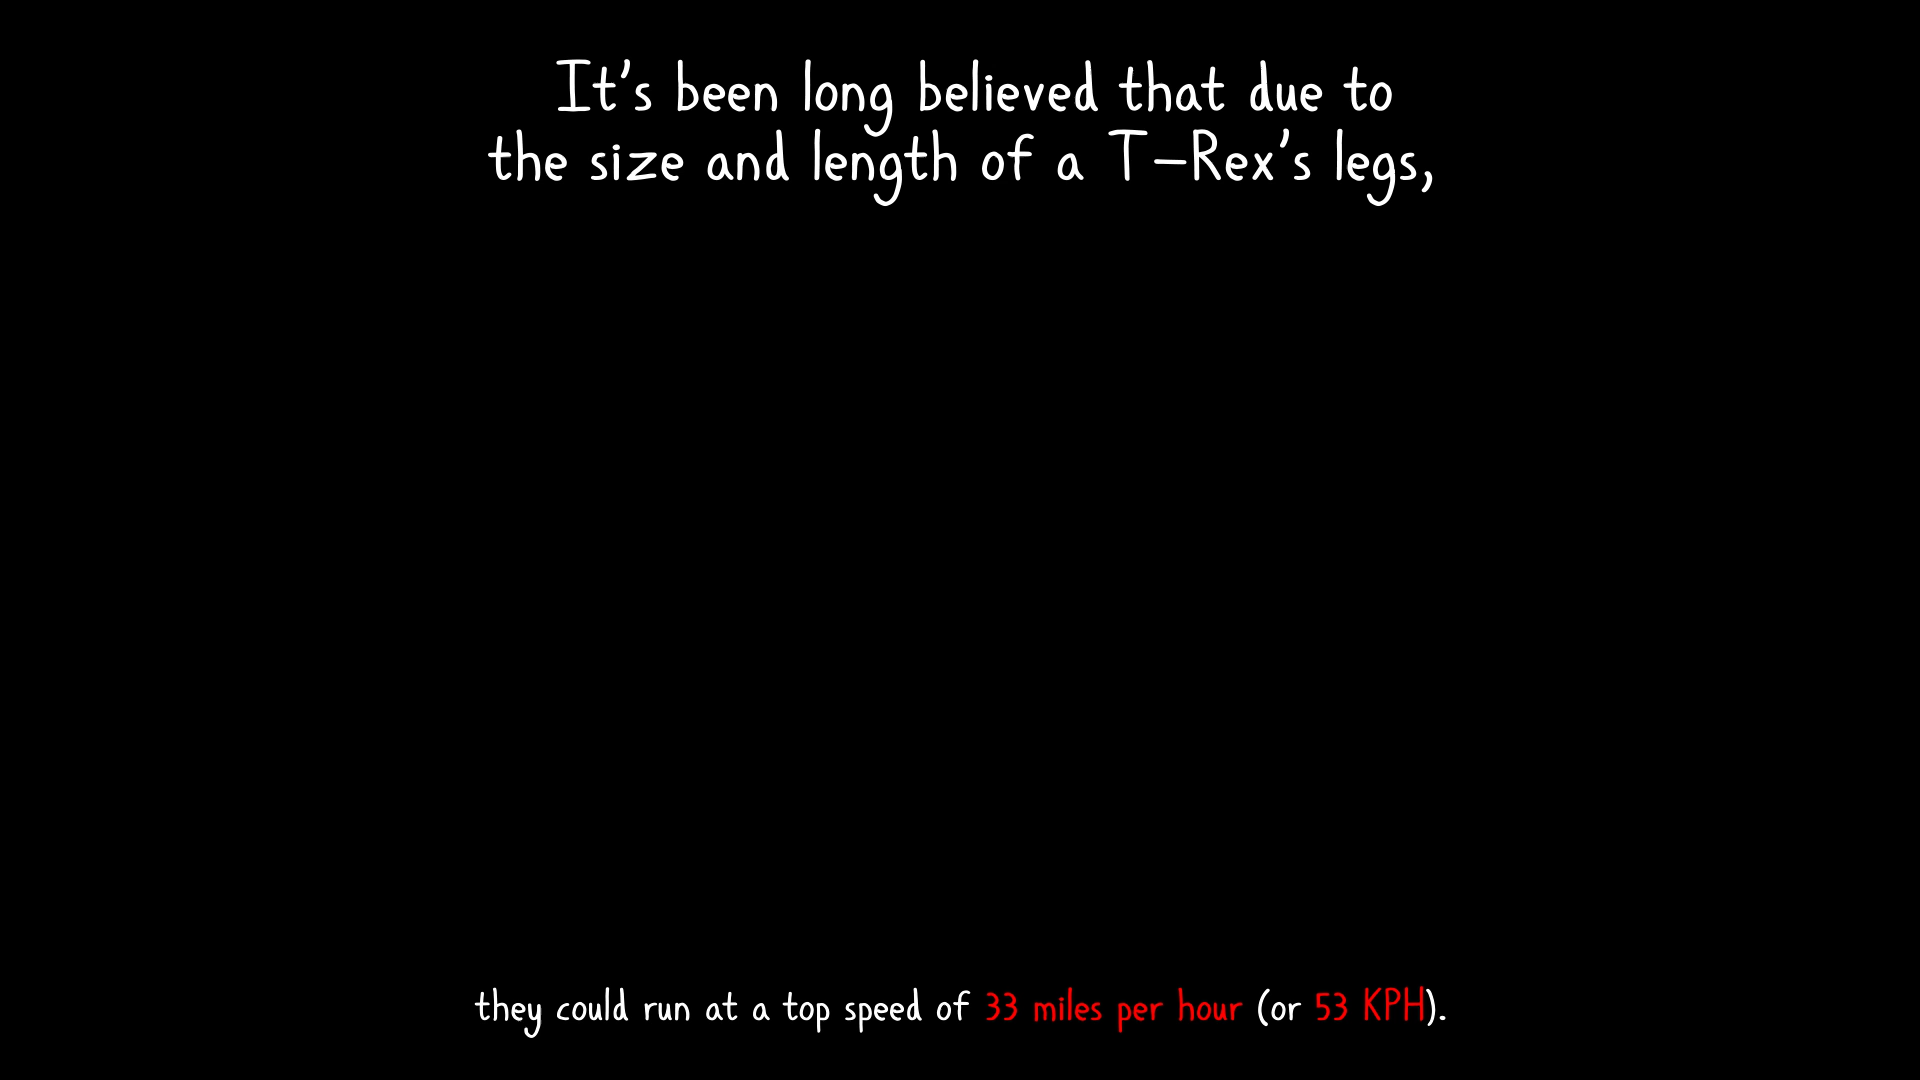 It's been long believed that due to
the size and length of a T-Rex's legs,
they could run at a top speed of 33 miles per hour (or 53 KPH).